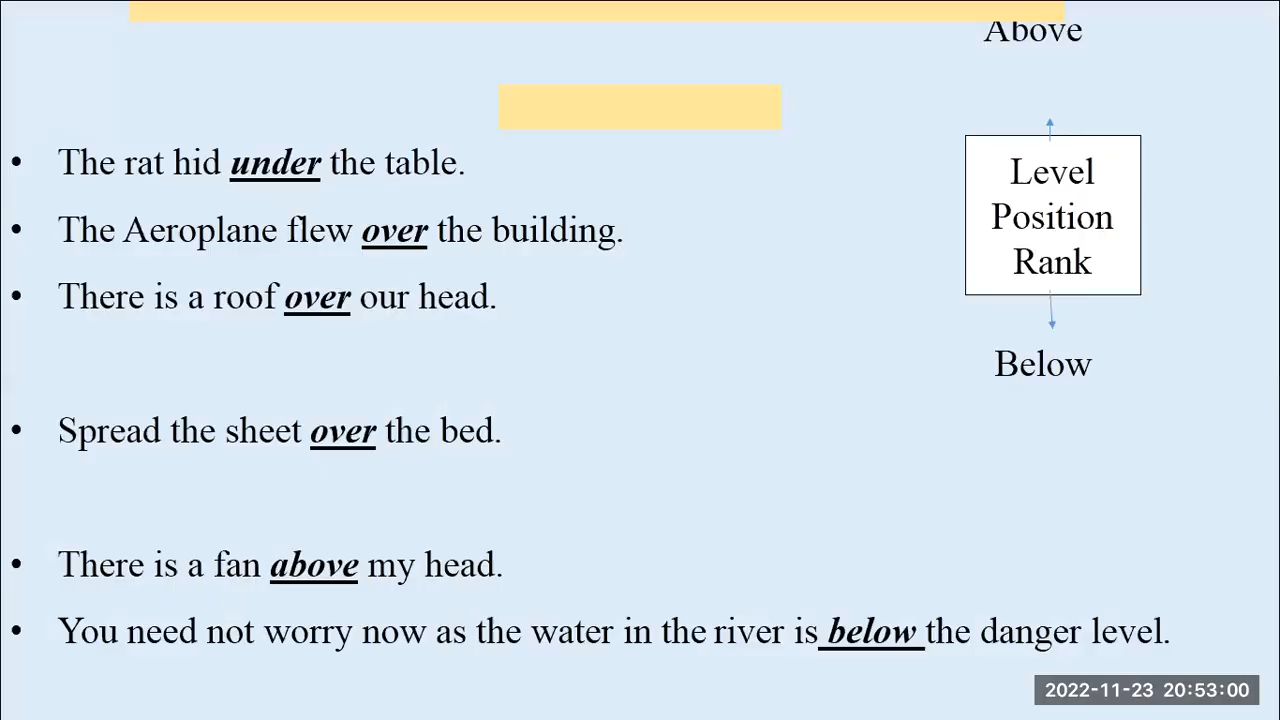 Above
• The rat hid under the table.
• The Aeroplane flew over the building.
• There is a roof over our head.
Level
Position
Rank
Below
• Spread the sheet over the bed.
• There is a fan above my head.
• You need not worry now as the water in the river is below the danger level.
2022-11-23 20:53:00